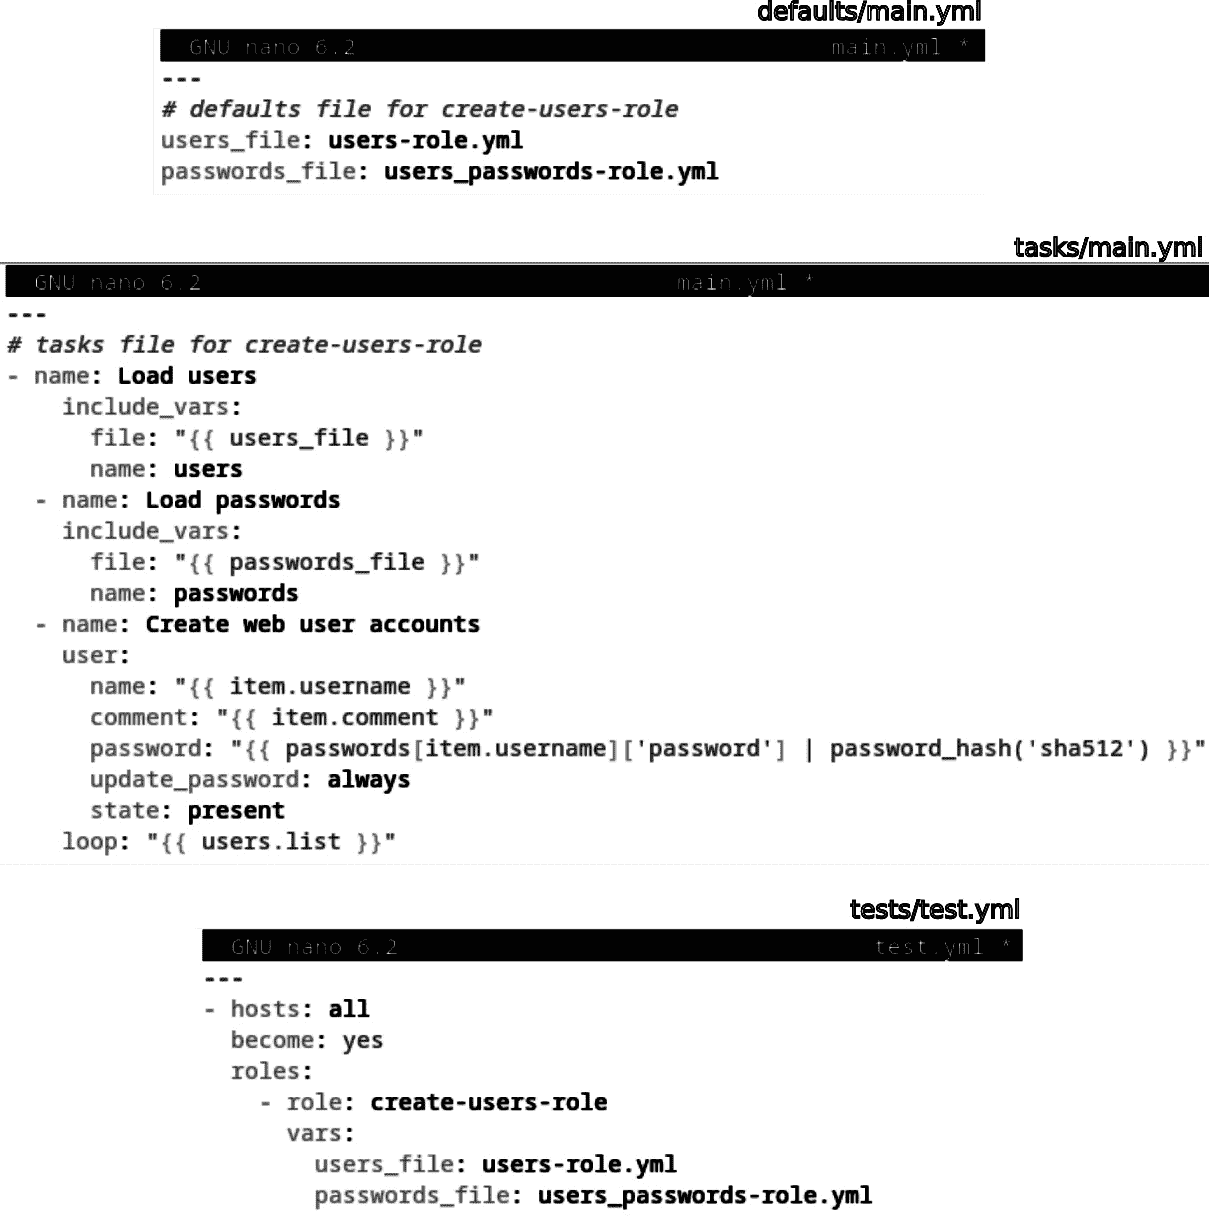 defaults/main.yml
GNU nano 6.2 main.yml *
---
# defaults file for create-users-role
users_file: users-role.yml
passwords_file: users_passwords-role.yml
tasks/main.yml
GNU nano 6.2 main.yml *
---
# tasks file for create-users-role
- name: Load users
    include_vars:
      file: "{{ users_file }}"
      name: users
  - name: Load passwords
    include_vars:
      file: "{{ passwords_file }}"
      name: passwords
  - name: Create web user accounts
    user:
      name: "{{ item.username }}"
      comment: "{{ item.comment }}"
      password: "{{ passwords[item.username]['password'] | password_hash('sha512') }}"
      update_password: always
      state: present
    loop: "{{ users.list }}"
tests/test.yml
GNU nano 6.2 test.yml *
---
- hosts: all
  become: yes
  roles:
    - role: create-users-role
      vars:
        users_file: users-role.yml
        passwords_file: users_passwords-role.yml